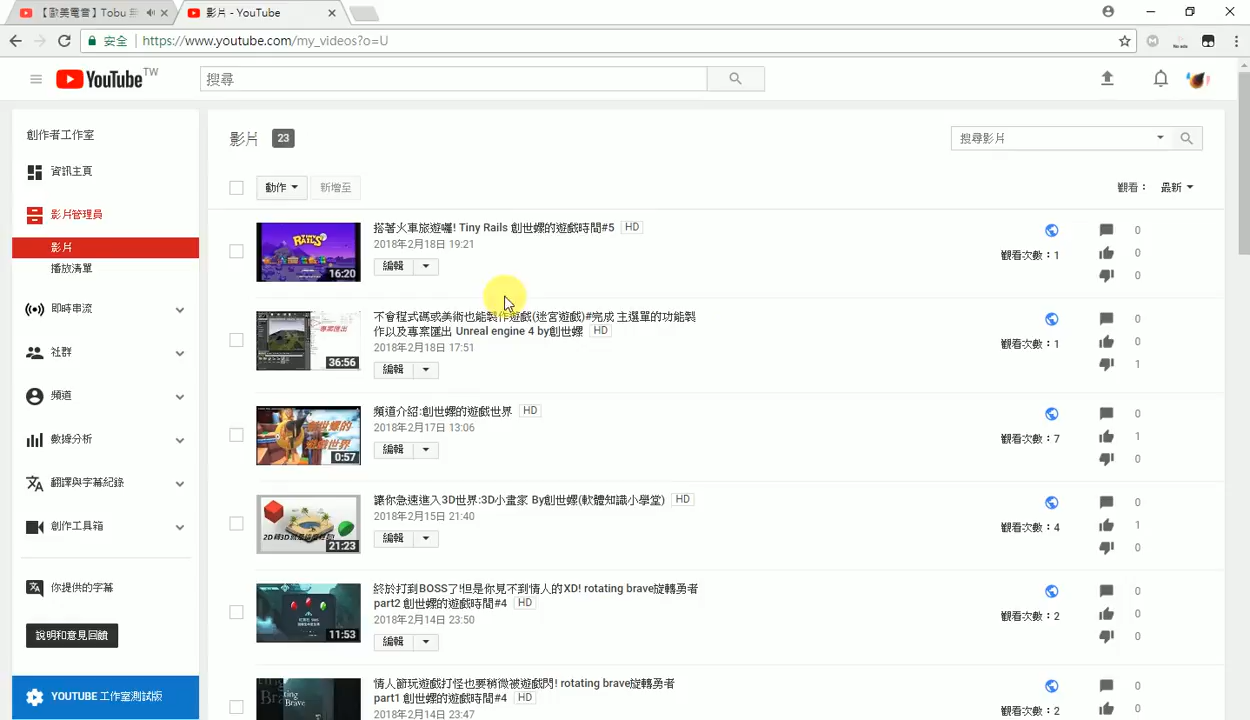 【歐美電音】Tobu
影片 - YouTube
安全
https://www.youtube.com/my_videos?o=U
YouTube TW
搜尋
創作者工作室
資訊主頁
影片管理員
影片
播放清單
即時串流
社群
頻道
數據分析
翻譯與字幕紀錄
創作工具箱
你提供的字幕
說明和意見回饋
YOUTUBE 工作室測試版
影片 23
搜尋影片
動作
新增至
觀看：
最新
TINY RAILS
16:20
搭著火車旅遊囉! Tiny Rails 創世螺的遊戲時間#5 HD
2018年2月18日 19:21
編輯
觀看次數：1
0
0
0
專案匯出
36:56
不會程式碼或美術也能製作遊戲(迷宮遊戲)#完成 主選單的功能製
作以及專案匯出 Unreal engine 4 by創世螺 HD
2018年2月18日 17:51
編輯
觀看次數：1
0
0
1
創世螺的
遊戲世界
0:57
頻道介紹:創世螺的遊戲世界 HD
2018年2月17日 13:06
編輯
觀看次數：7
0
1
0
21:23
讓你急速進入3D世界:3D小畫家 By創世螺(軟體知識小學堂) HD
2018年2月15日 21:40
編輯
觀看次數：4
0
1
0
11:53
終於打到BOSS了!但是你見不到情人的XD! rotating brave旋轉勇者
part2 創世螺的遊戲時間#4 HD
2018年2月14日 23:50
編輯
觀看次數：2
0
0
0
ting
Brave
情人節玩遊戲打怪也要稍微被遊戲閃! rotating brave旋轉勇者
part1 創世螺的遊戲時間#4 HD
2018年2月14日 23:47
觀看次數：2
0
0